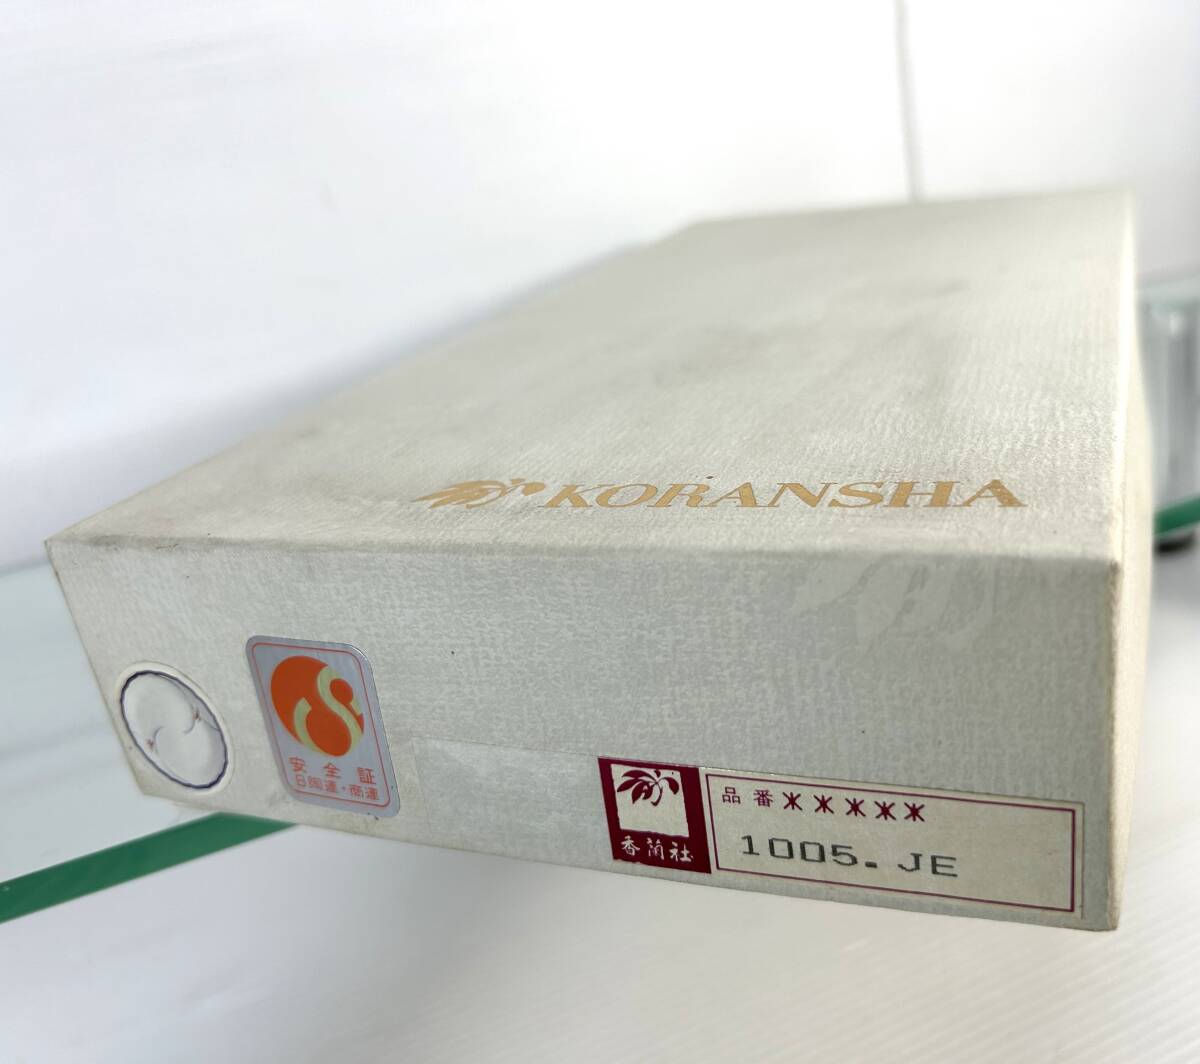 KORANSHA
安全証
日陶連・商連
香蘭社
品番*****
1005.JE